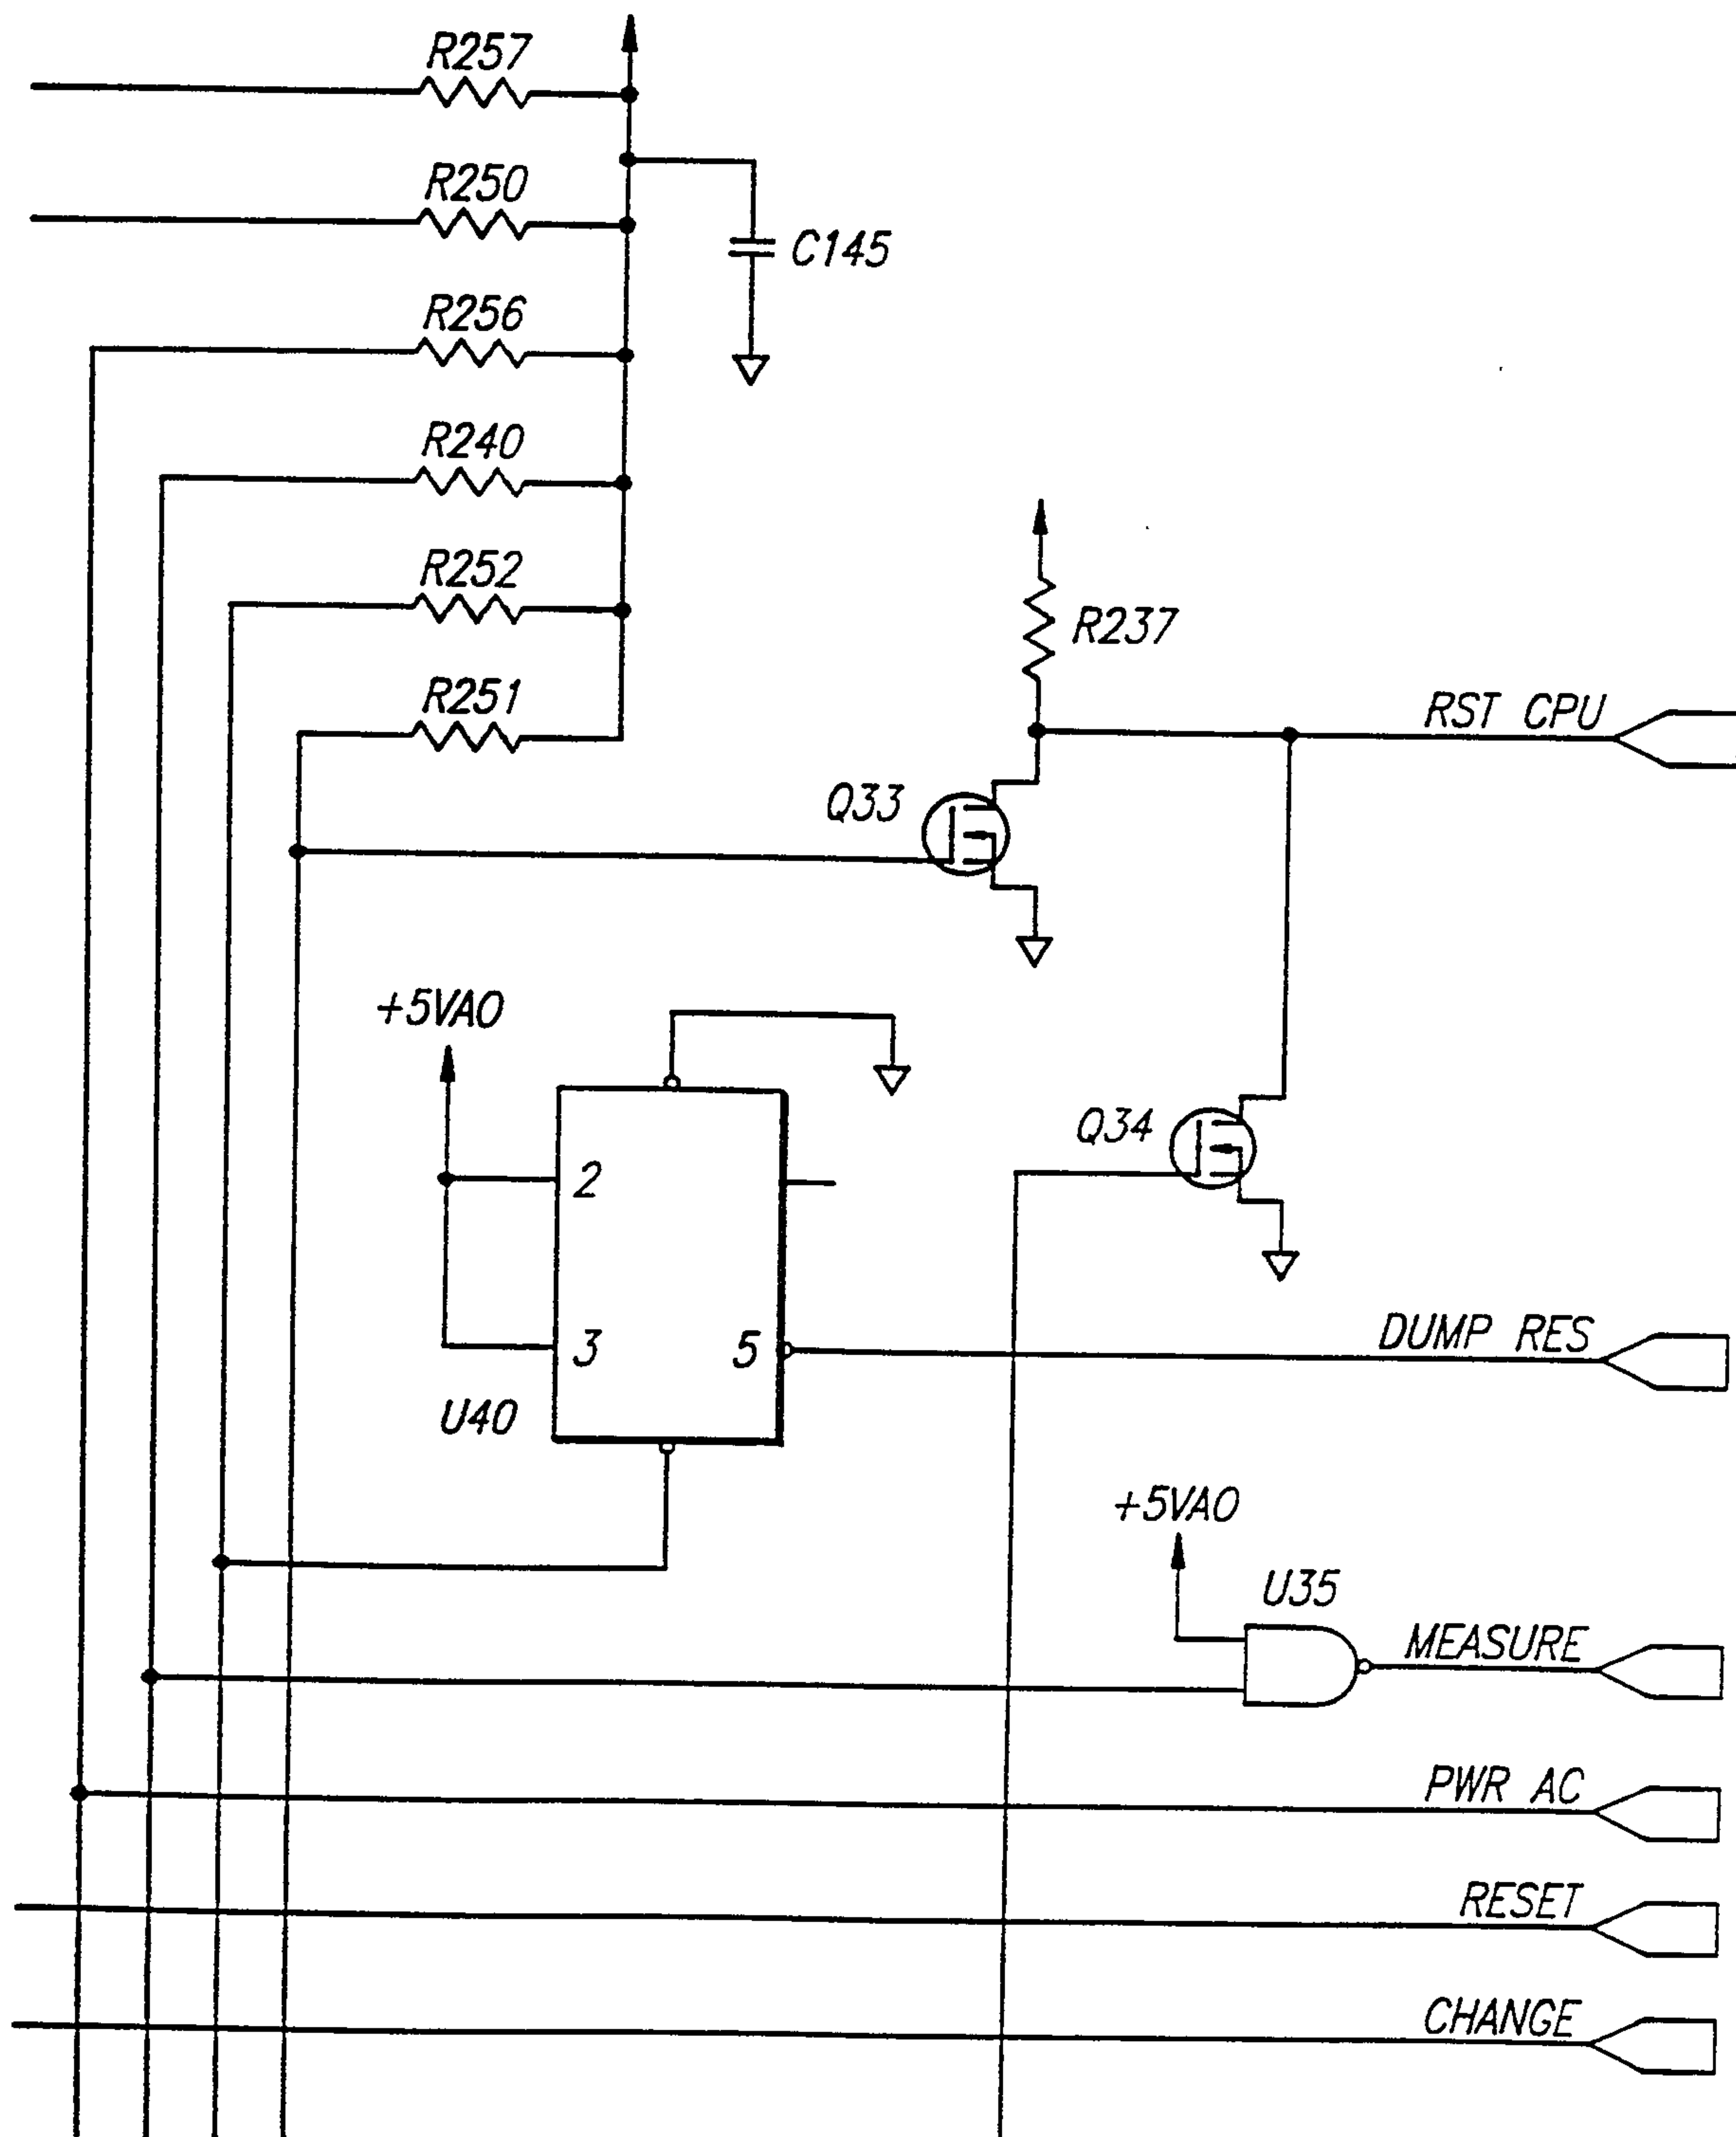 R257
R250
C145
R256
R240
R252
R237
R251
RST CPU
Q33
+5VAO
Q34
2
3
5
DUMP RES
U40
+5VAO
U35
MEASURE
PWR AC
RESET
CHANGE